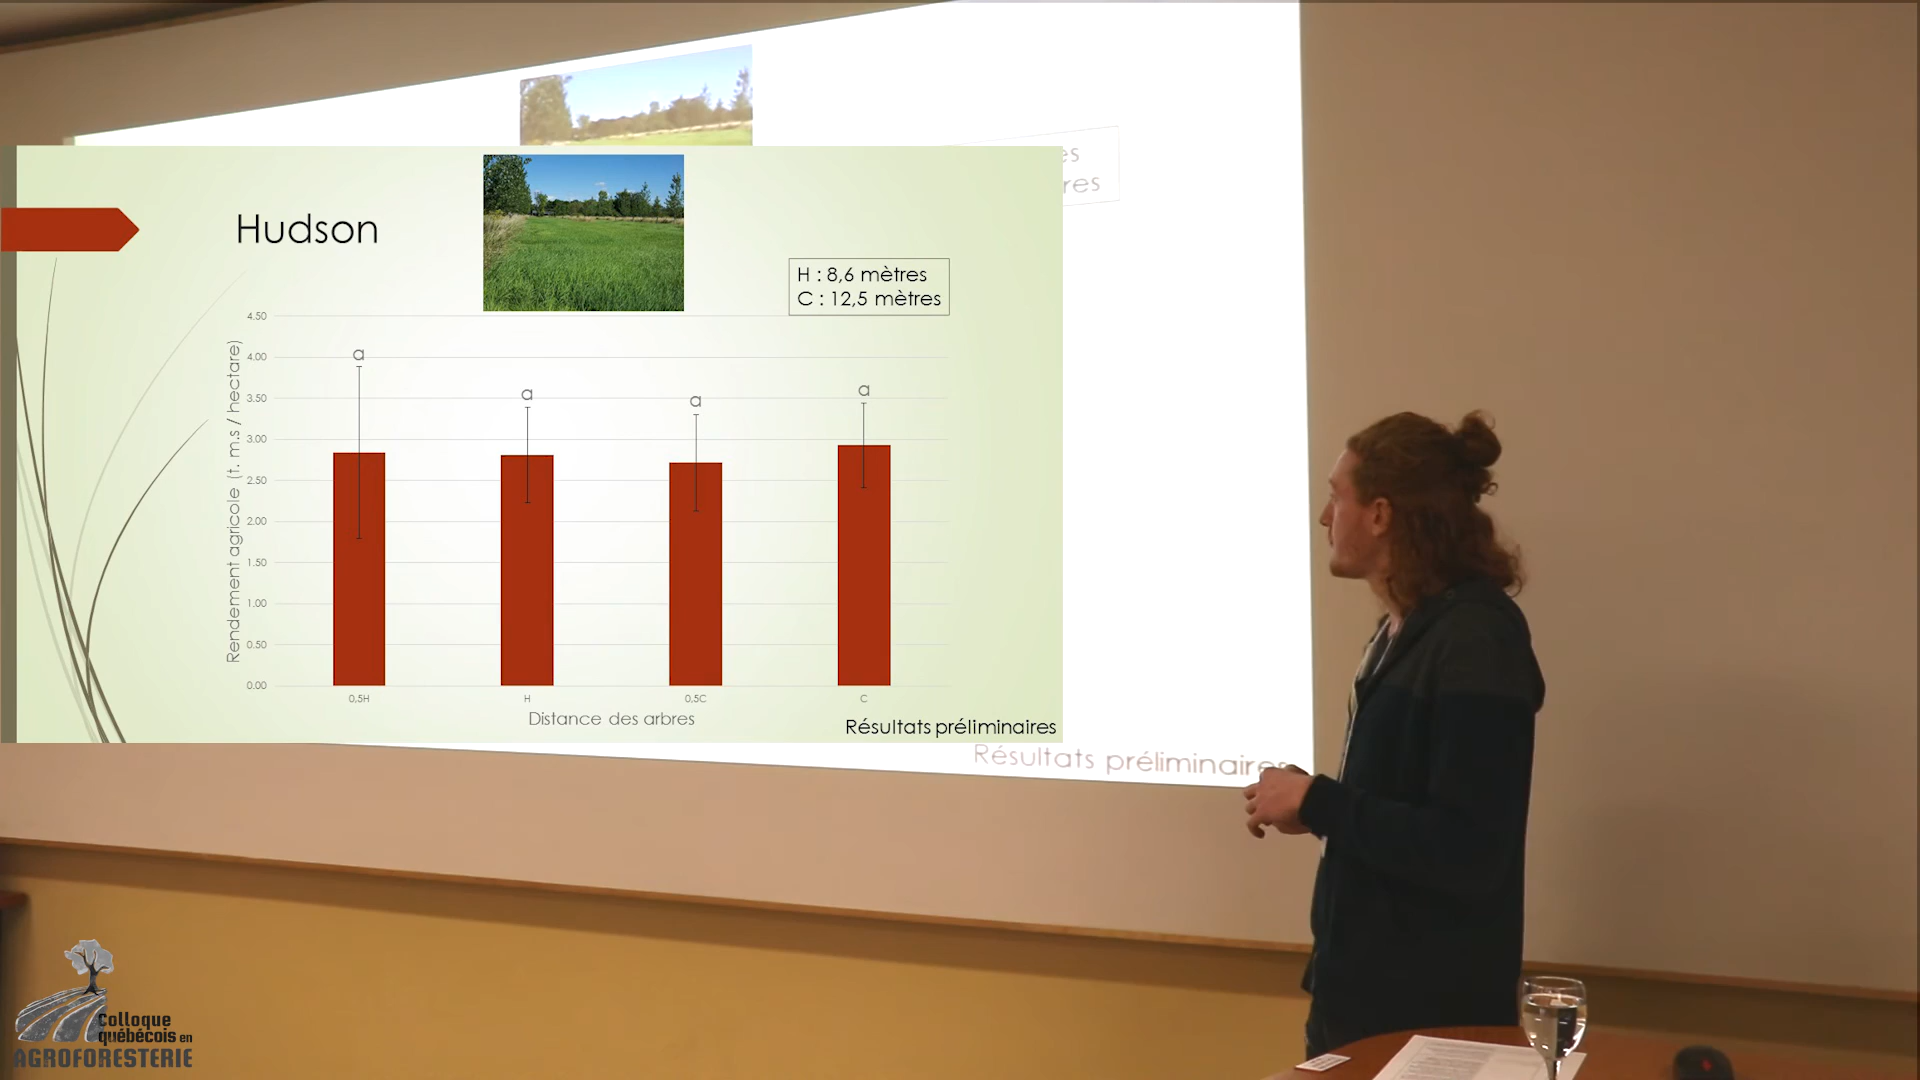 Hudson
H : 8,6 mètres
C : 12,5 mètres
es
res
Rendement agricole (t. m.s / hectare)
4.50
4.00
3.50
3.00
2.50
2.00
1.50
1.00
0.50
0.00
a
a
a
a
0,5H
H
0,5C
C
Distance des arbres
Résultats préliminaires
Résultats préliminaires
Colloque
québécois en
AGROFORESTERIE